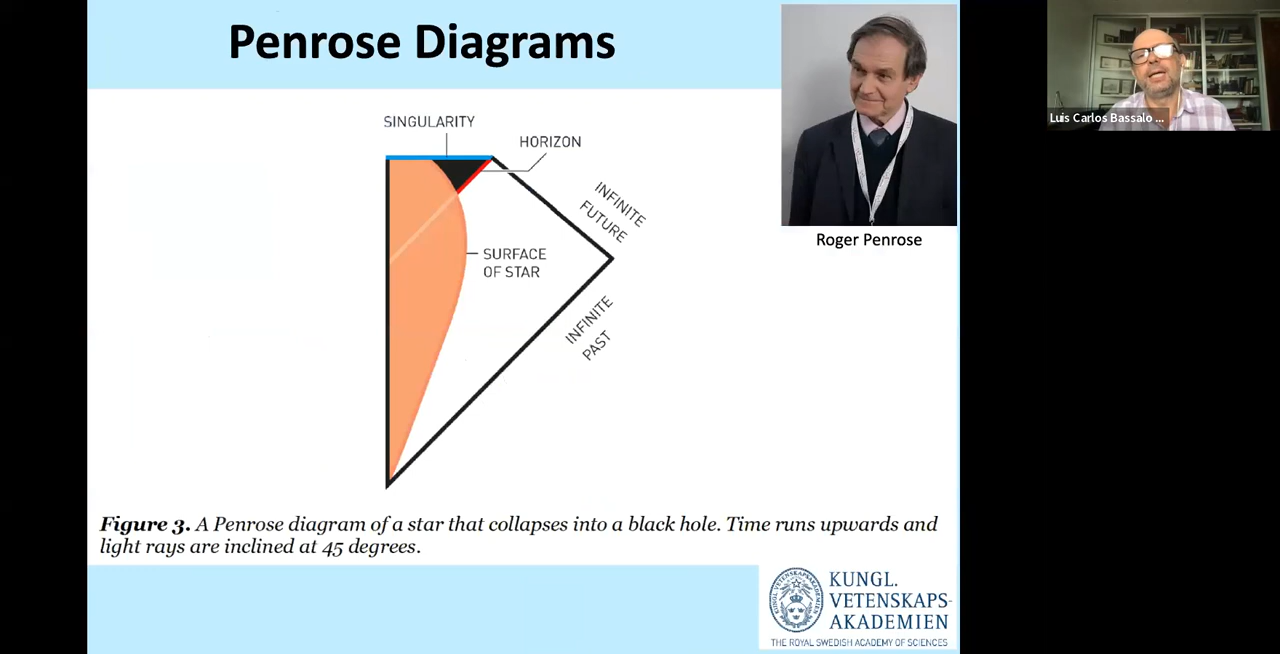 Penrose Diagrams
SINGULARITY
HORIZON
INFINITE
FUTURE
SURFACE
OF STAR
INFINITE
PAST
Roger Penrose
Luis Carlos Bassalo ...
Figure 3. A Penrose diagram of a star that collapses into a black hole. Time runs upwards and
light rays are inclined at 45 degrees.
KUNGL.
VETENSKAPS-
AKADEMIEN
THE ROYAL SWEDISH ACADEMY OF SCIENCES